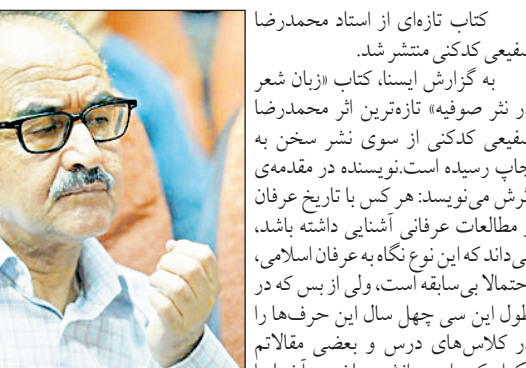 کتاب تازه‌ای از استاد محمدرضا
شفیعی کدکنی منتشر شد.
به گزارش ایسنا، کتاب «زبان شعر
در نثر صوفیه» تازه‌ترین اثر محمدرضا
شفیعی کدکنی از سوی نشر سخن به
چاپ رسیده است.نویسنده در مقدمه‌ی
اثرش می‌نویسد: هر کس با تاریخ عرفان
و مطالعات عرفانی آشنایی داشته باشد،
می‌داند که این نوع نگاه به عرفان اسلامی،
احتمالا بی‌سابقه است، ولی از بس که در
طول این سی چهل سال این حرف‌ها را
در کلاس‌های درس و بعضی مقالاتم